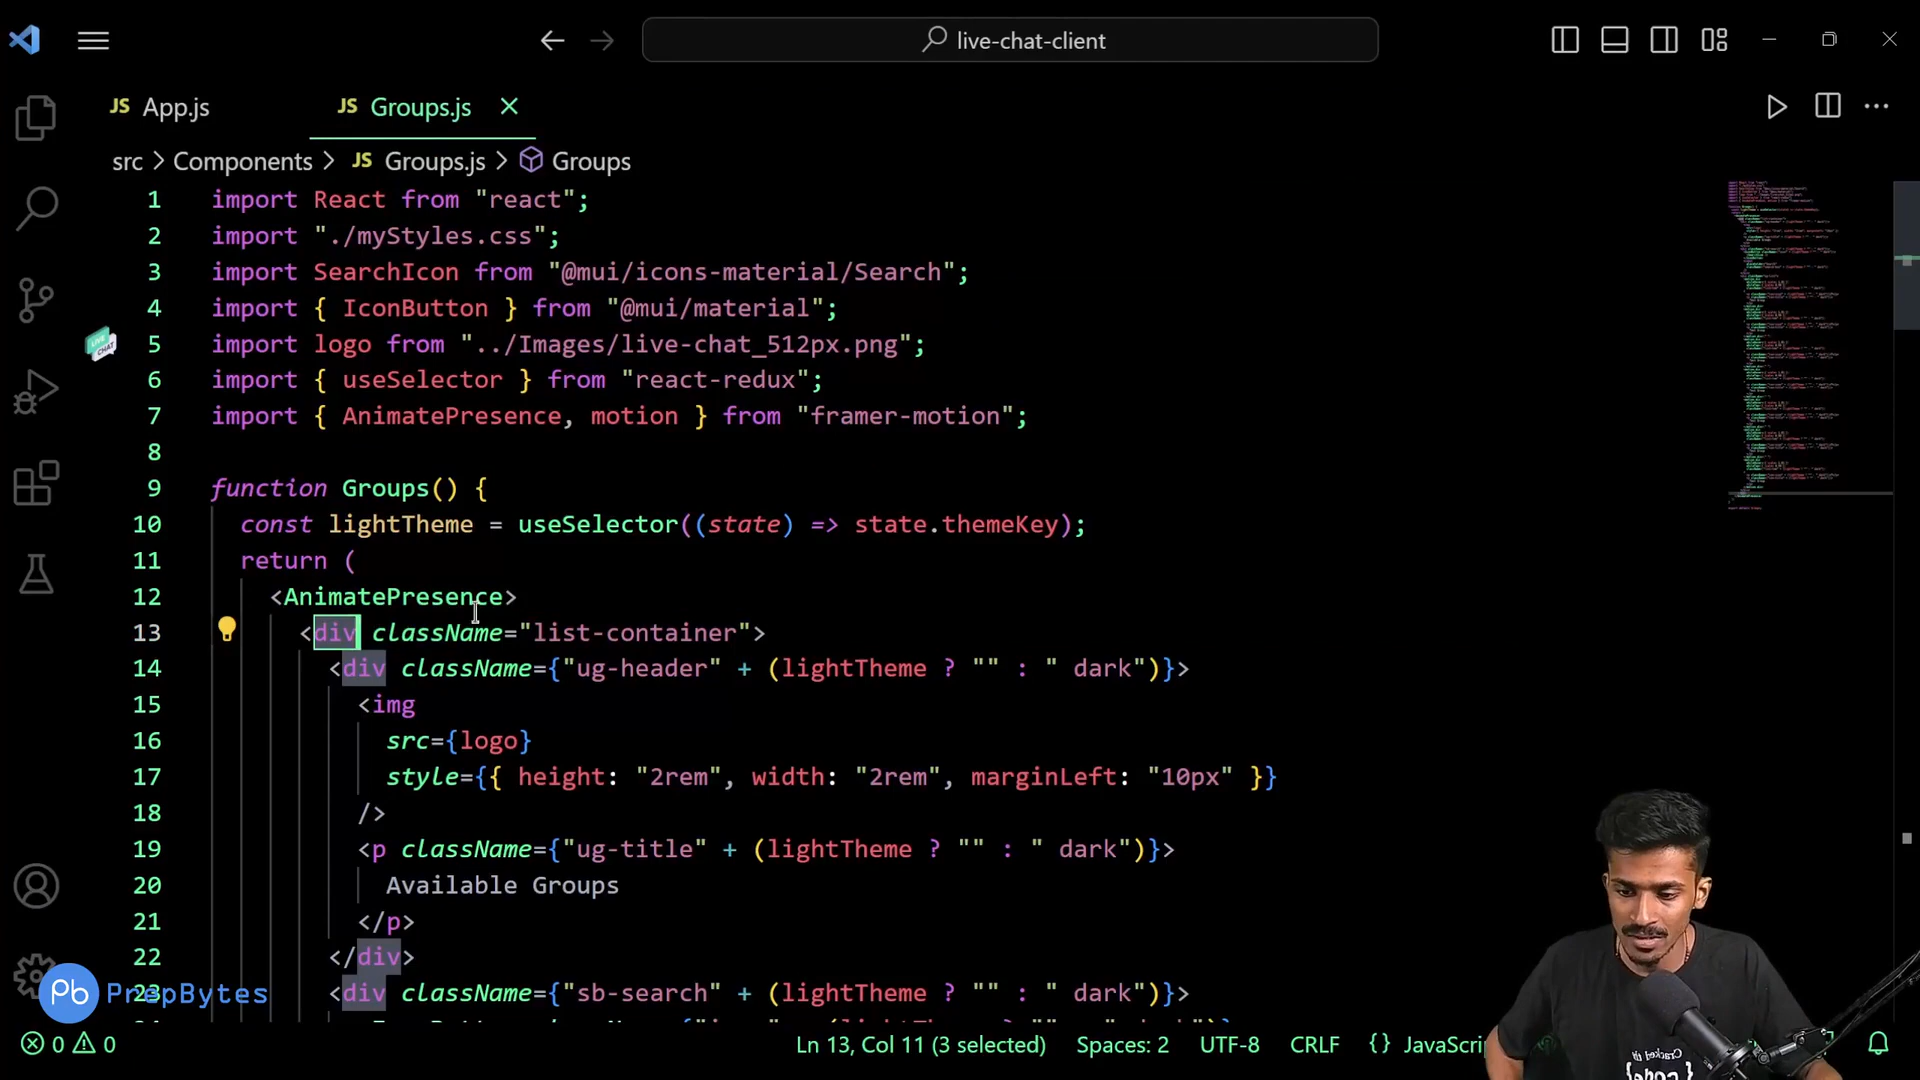 live-chat-client
JS App.js
JS Groups.js
src > Components > JS Groups.js > Groups
1 import React from "react";
2 import "./myStyles.css";
3 import SearchIcon from "@mui/icons-material/Search";
4 import { IconButton } from "@mui/material";
5 import logo from "../Images/live-chat_512px.png";
6 import { useSelector } from "react-redux";
7 import { AnimatePresence, motion } from "framer-motion";
8
9 function Groups() {
10 const lightTheme = useSelector((state) => state.themeKey);
11 return (
12 <AnimatePresence>
13 <div className="list-container">
14 <div className={"ug-header" + (lightTheme ? "" : " dark")}>
15 <img
16 src={logo}
17 style={{ height: "2rem", width: "2rem", marginLeft: "10px" }}
18 />
19 <p className={"ug-title" + (lightTheme ? "" : " dark")}>
20 Available Groups
21 </p>
22 </div>
23 <div className={"sb-search" + (lightTheme ? "" : " dark")}>
Pb PrepBytes
0 0
Ln 13, Col 11 (3 selected)
Spaces: 2
UTF-8
CRLF
{}
LIVE
CHAT
Cracked th